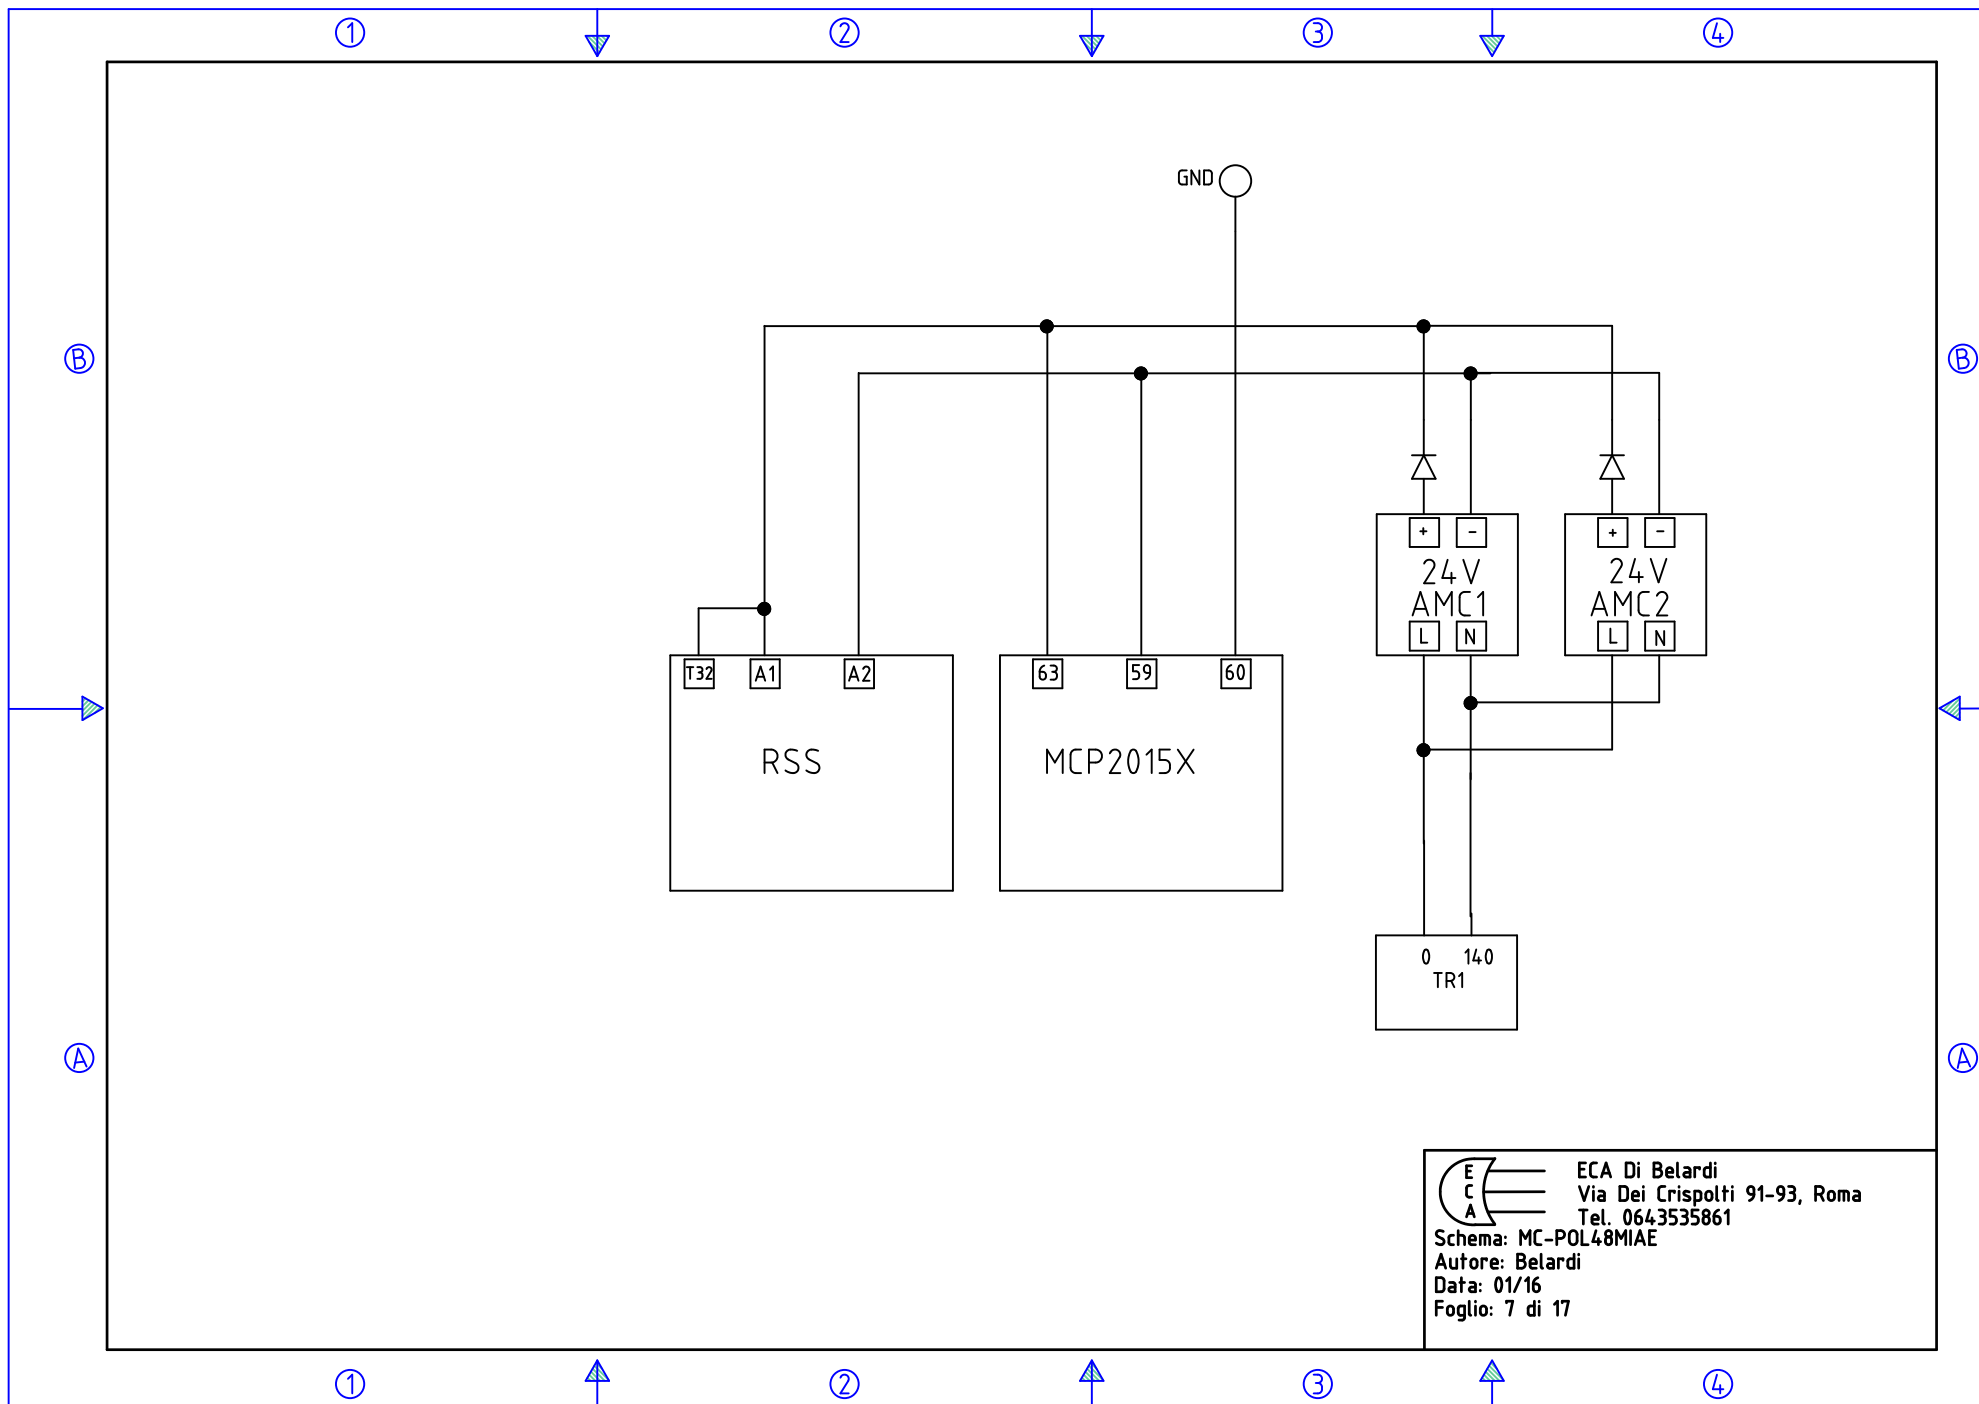 1 2 3 4
GND
B B
+ - + -
24V 24V
AMC1 AMC2
L N L N
T32 A1 A2 63 59 60
RSS MCP2015X
0 140
TR1
A A
E
C
A
ECA Di Belardi
Via Dei Crispolti 91-93, Roma
Tel. 0643535861
Schema: MC-POL48MIAE
Autore: Belardi
Data: 01/16
Foglio: 7 di 17
1 2 3 4